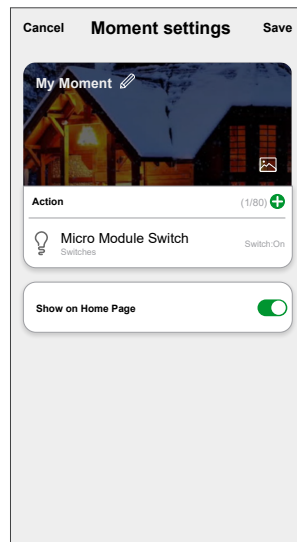 Cancel Moment settings Save
My Moment
Action (1/80)
Micro Module Switch Switch:On
Switches
Show on Home Page